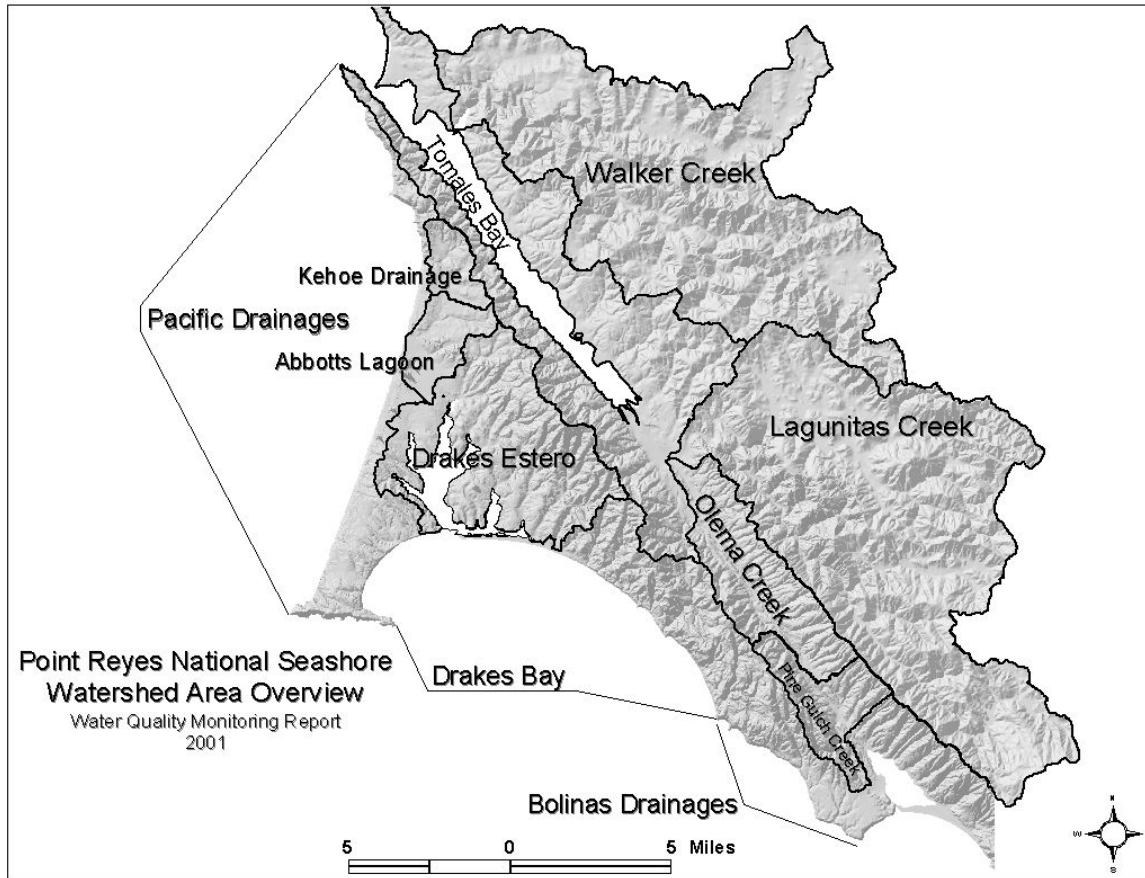 Walker Creek
Tomales Bay
Kehoe Drainage
Pacific Drainages
Abbotts Lagoon
Lagunitas Creek
Drakes Estero
Olema Creek
Point Reyes National Seashore
Watershed Area Overview
Water Quality Monitoring Report
2001
Drakes Bay
Pine Gulch Creek
Bolinas Drainages
5 0 5 Miles
N
W E
S